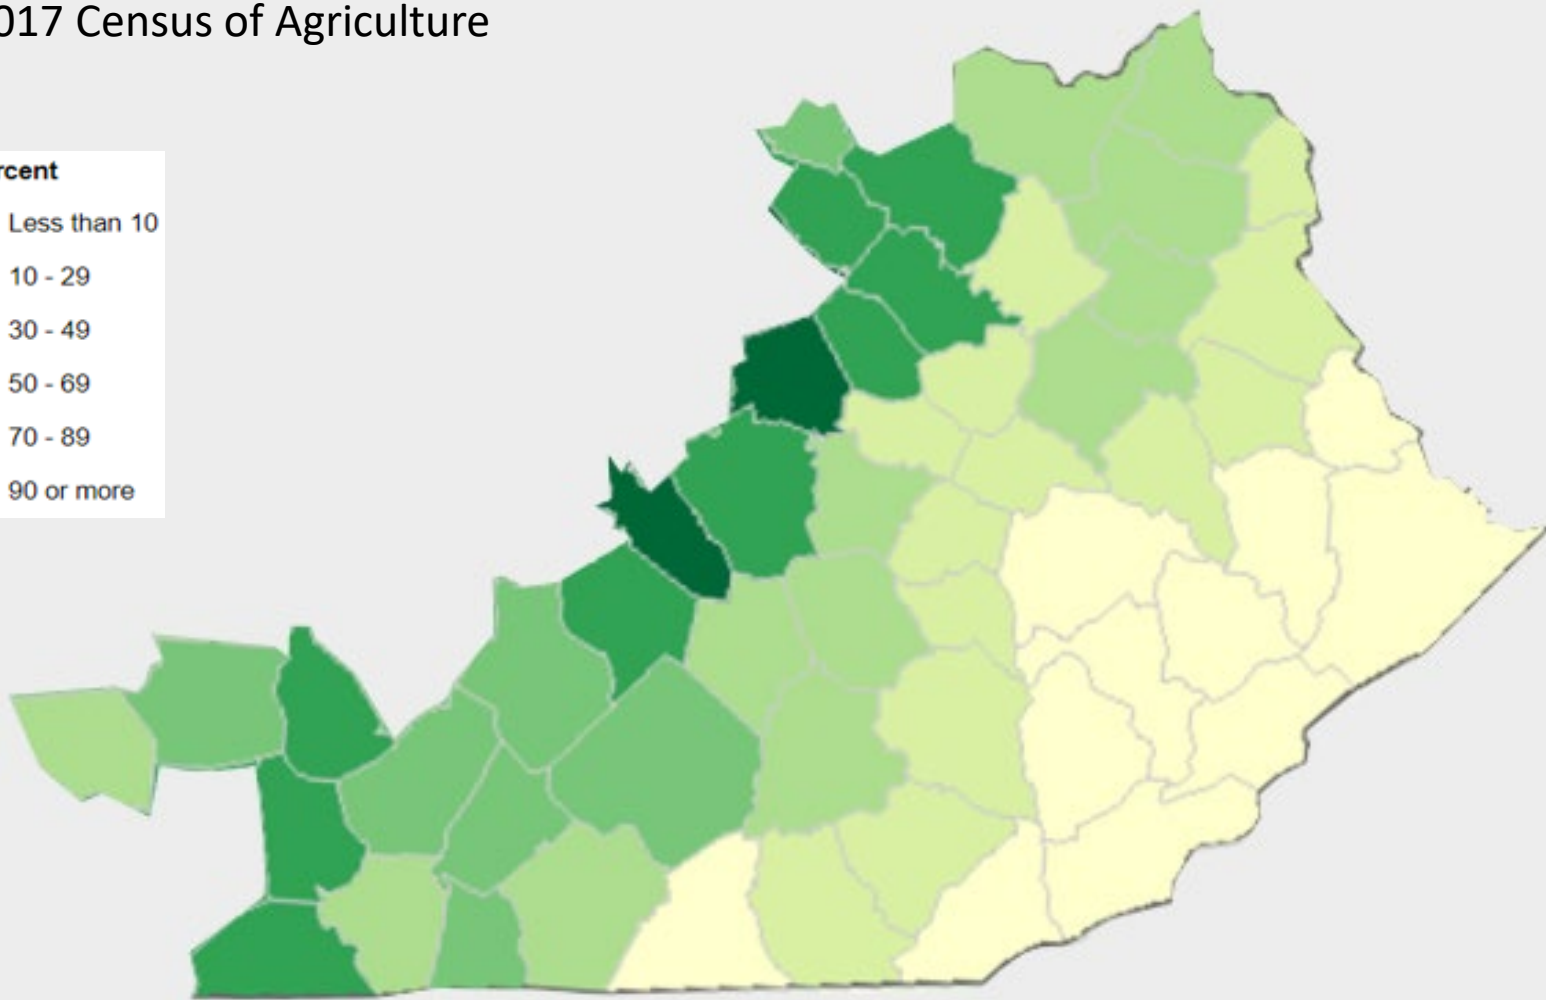 017 Census of Agriculture
rcent
Less than 10
10 - 29
30 - 49
50 - 69
70 - 89
90 or more